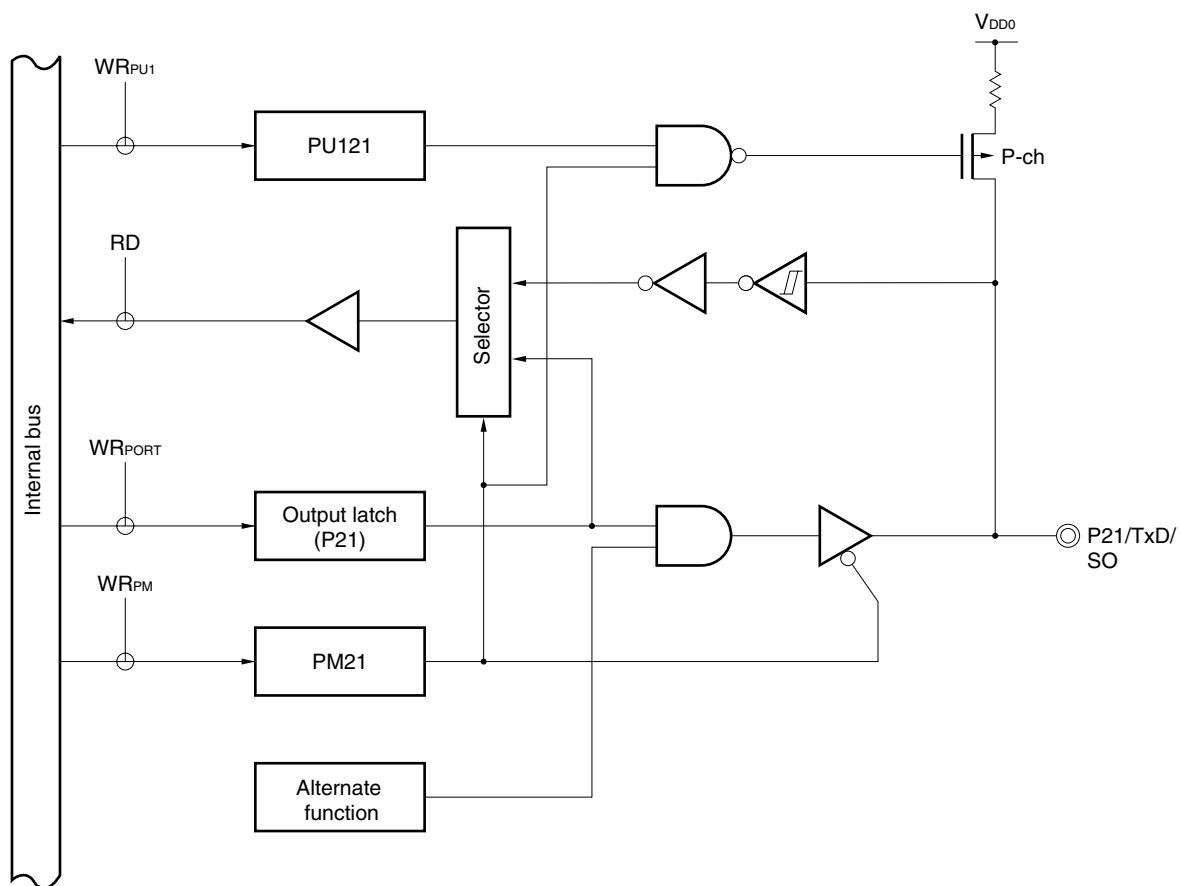 VDD0
WRPU1
PU121
P-ch
RD
Selector
Internal bus
WRPORT
Output latch
(P21)
P21/TxD/
SO
WRPM
PM21
Alternate
function